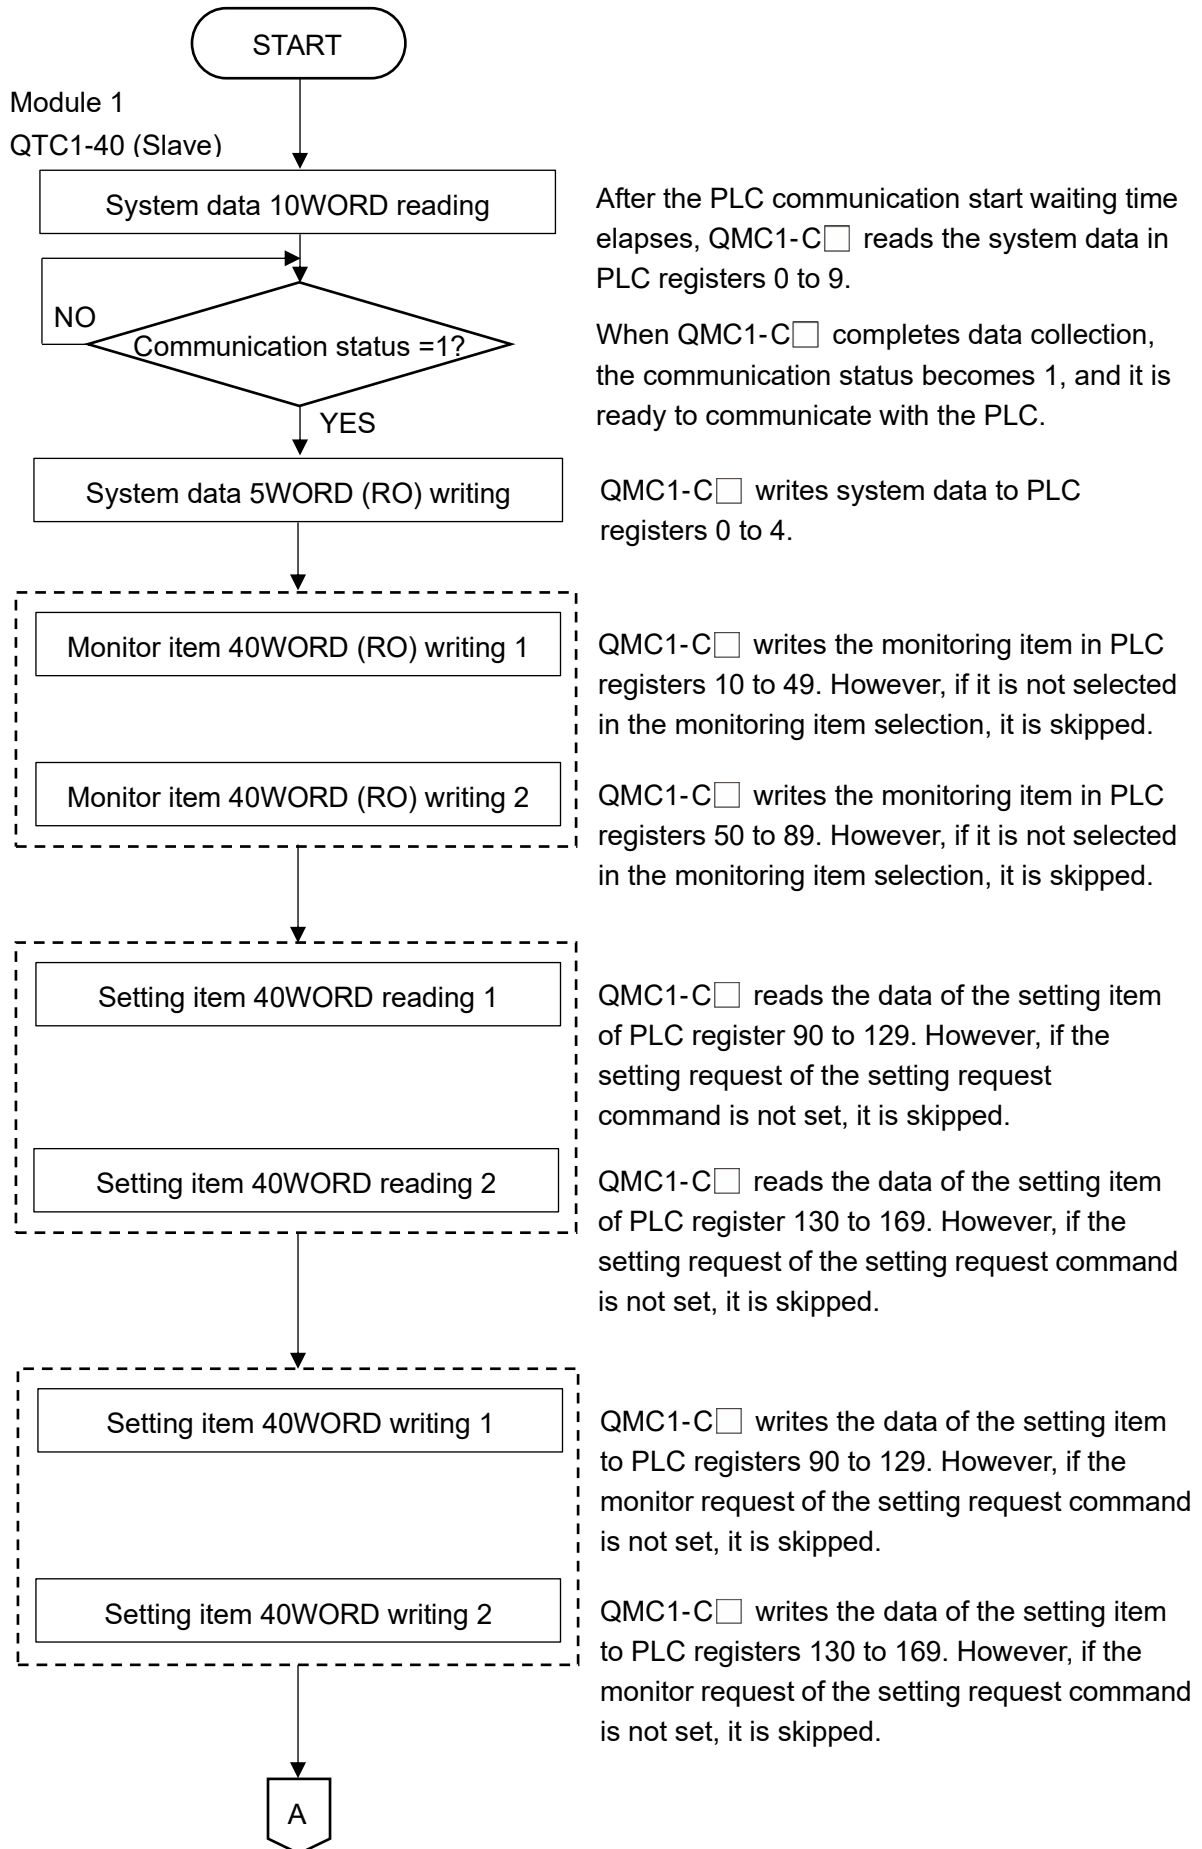 START
Module 1
QTC1-40 (Slave)
System data 10WORD reading
After the PLC communication start waiting time
elapses, QMC1-C□ reads the system data in
PLC registers 0 to 9.
NO
Communication status =1?
When QMC1-C□ completes data collection,
the communication status becomes 1, and it is
ready to communicate with the PLC.
YES
System data 5WORD (RO) writing
QMC1-C□ writes system data to PLC
registers 0 to 4.
Monitor item 40WORD (RO) writing 1
QMC1-C□ writes the monitoring item in PLC
registers 10 to 49. However, if it is not selected
in the monitoring item selection, it is skipped.
Monitor item 40WORD (RO) writing 2
QMC1-C□ writes the monitoring item in PLC
registers 50 to 89. However, if it is not selected
in the monitoring item selection, it is skipped.
Setting item 40WORD reading 1
QMC1-C□ reads the data of the setting item
of PLC register 90 to 129. However, if the
setting request of the setting request
command is not set, it is skipped.
Setting item 40WORD reading 2
QMC1-C□ reads the data of the setting item
of PLC register 130 to 169. However, if the
setting request of the setting request command
is not set, it is skipped.
Setting item 40WORD writing 1
QMC1-C□ writes the data of the setting item
to PLC registers 90 to 129. However, if the
monitor request of the setting request command
is not set, it is skipped.
Setting item 40WORD writing 2
QMC1-C□ writes the data of the setting item
to PLC registers 130 to 169. However, if the
monitor request of the setting request command
is not set, it is skipped.
A